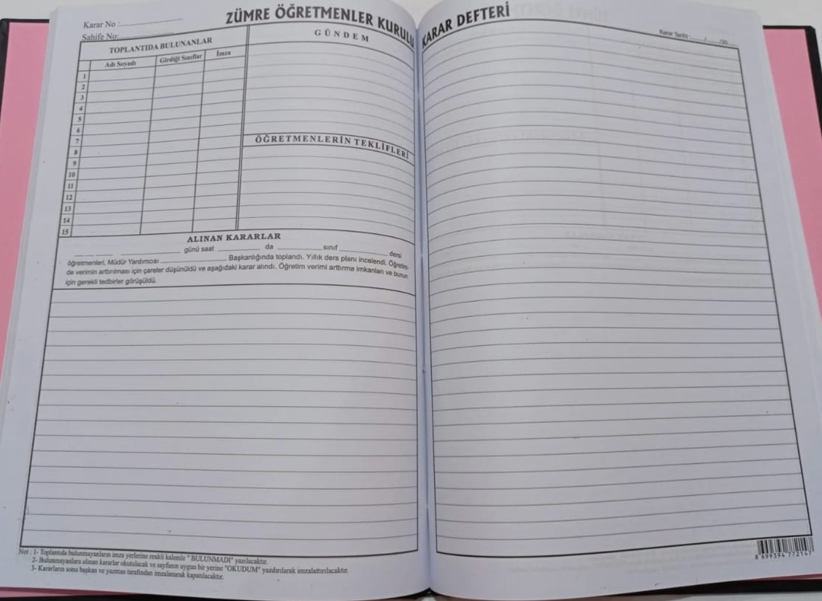 Karar No :
Sahife No:
ZÜMRE ÖĞRETMENLER KURULU KARAR DEFTERİ
Karar Tarihi : / /20
TOPLANTIDA BULUNANLAR
Adı Soyadı Girdiği Sınıflar İmza
1
2
3
4
5
6
7
8
9
10
11
12
13
14
15
GÜNDEM
ÖĞRETMENLERİN TEKLİFLERİ
ALINAN KARARLAR
günü saat da sınıf dersi
öğretmenleri, Müdür Yardımcısı Başkanlığında toplandı. Yıllık ders planı incelendi. Öğretim-
de verimin arttırılması için çareler düşünüldü ve aşağıdaki karar alındı. Öğretim verimi arttırma imkanları ve bunun
için gerekli tedbirler görüşüldü.
Not : 1- Toplantıda bulunmayanların imza yerlerine renkli kalemle " BULUNMADI" yazılacaktır.
2- Bulunmayanlara alınan kararlar okutulacak ve sayfanın uygun bir yerine "OKUDUM" yazdırılarak imzalattırılacaktır.
3- Kararların sonu başkan ve yazman tarafından imzalanarak kapatılacaktır.
8 699394 772147